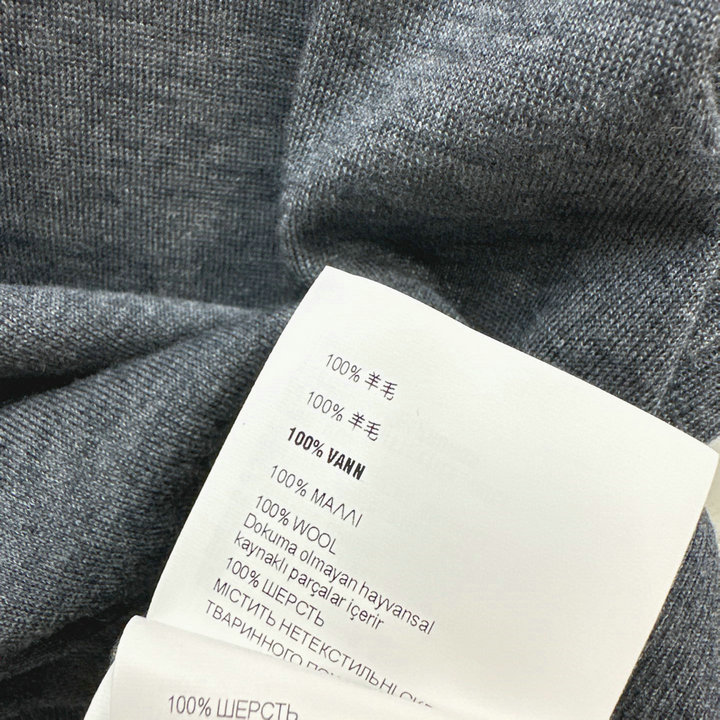 100% 羊毛
100% 羊毛
100% VANN
100% ΜΑΛΛΙ
100% WOOL
Dokuma olmayan hayvansal
kaynaklı parçalar içerir
100% ШЕРСТЬ
МІСТИТЬ НЕТЕКСТИЛЬНІ
ТВАРИННОГО
100% ШЕРСТЬ